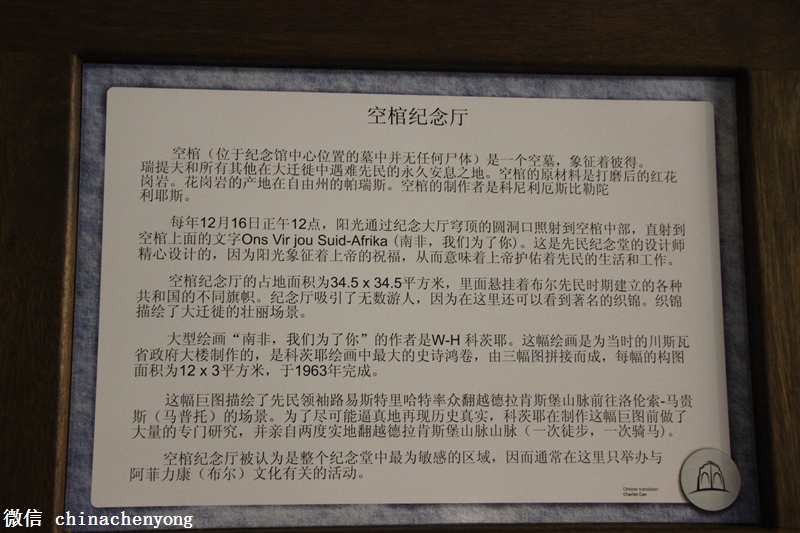 空棺纪念厅
空棺（位于纪念馆中心位置的墓中并无任何尸体）是一个空墓，象征着彼得。
瑞提夫和所有其他在大迁徙中遇难先民的永久安息之地。空棺的原材料是打磨后的红花
岗岩。花岗岩的产地在自由州的帕瑞斯。空棺的制作者是科尼利厄斯比勒陀
利耶斯。
每年12月16日正午12点，阳光通过纪念大厅穹顶的圆洞口照射到空棺中部，直射到
空棺上面的文字Ons Vir jou Suid-Afrika (南非，我们为了你)。这是先民纪念堂的设计师
精心设计的，因为阳光象征着上帝的祝福，从而意味着上帝护佑着先民的生活和工作。
空棺纪念厅的占地面积为34.5 x 34.5平方米，里面悬挂着布尔先民时期建立的各种
共和国的不同旗帜。纪念厅吸引了无数游人，因为在这里还可以看到著名的织锦。织锦
描绘了大迁徙的壮丽场景。
大型绘画“南非，我们为了你”的作者是W-H 科茨耶。这幅绘画是为当时的川斯瓦
省政府大楼制作的，是科茨耶绘画中最大的史诗鸿卷，由三幅图拼接而成，每幅的构图
面积为12 x 3平方米，于1963年完成。
这幅巨图描绘了先民领袖路易斯特里哈特率众翻越德拉肯斯堡山脉前往洛伦索-马贵
斯（马普托）的场景。为了尽可能逼真地再现历史真实，科茨耶在制作这幅巨图前做了
大量的专门研究，并亲自两度实地翻越德拉肯斯堡山脉山脉（一次徒步，一次骑马）。
空棺纪念厅被认为是整个纪念堂中最为敏感的区域，因而通常在这里只举办与
阿菲力康（布尔）文化有关的活动。
Chinese translation
Charles Cao
微信 chinachenyong